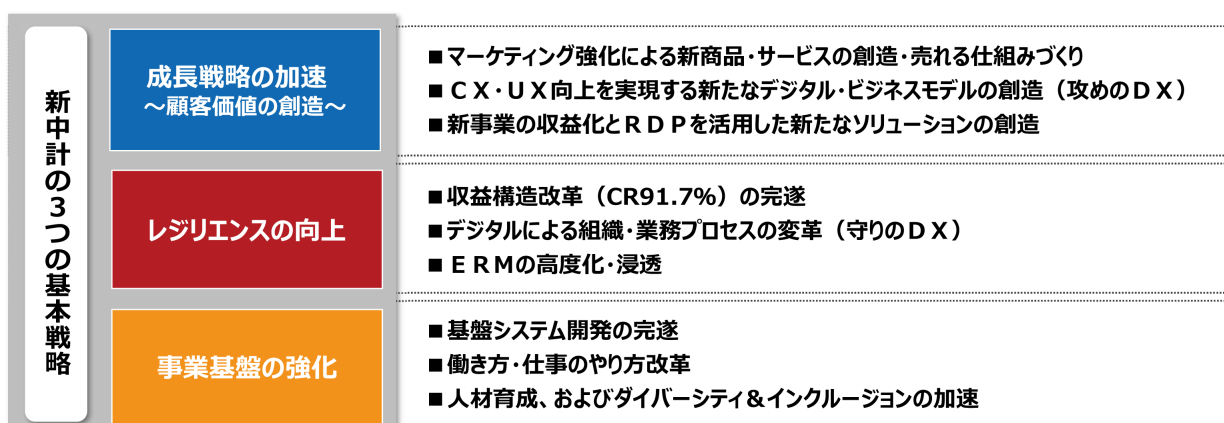 新中計の3つの基本戦略
成長戦略の加速
～顧客価値の創造～
■マーケティング強化による新商品・サービスの創造・売れる仕組みづくり
■ＣＸ・ＵＸ向上を実現する新たなデジタル・ビジネスモデルの創造（攻めのＤＸ）
■新事業の収益化とＲＤＰを活用した新たなソリューションの創造
レジリエンスの向上
■収益構造改革（CR91.7%）の完遂
■デジタルによる組織・業務プロセスの変革（守りのＤＸ）
■ＥＲＭの高度化・浸透
事業基盤の強化
■基盤システム開発の完遂
■働き方・仕事のやり方改革
■人材育成、およびダイバーシティ＆インクルージョンの加速